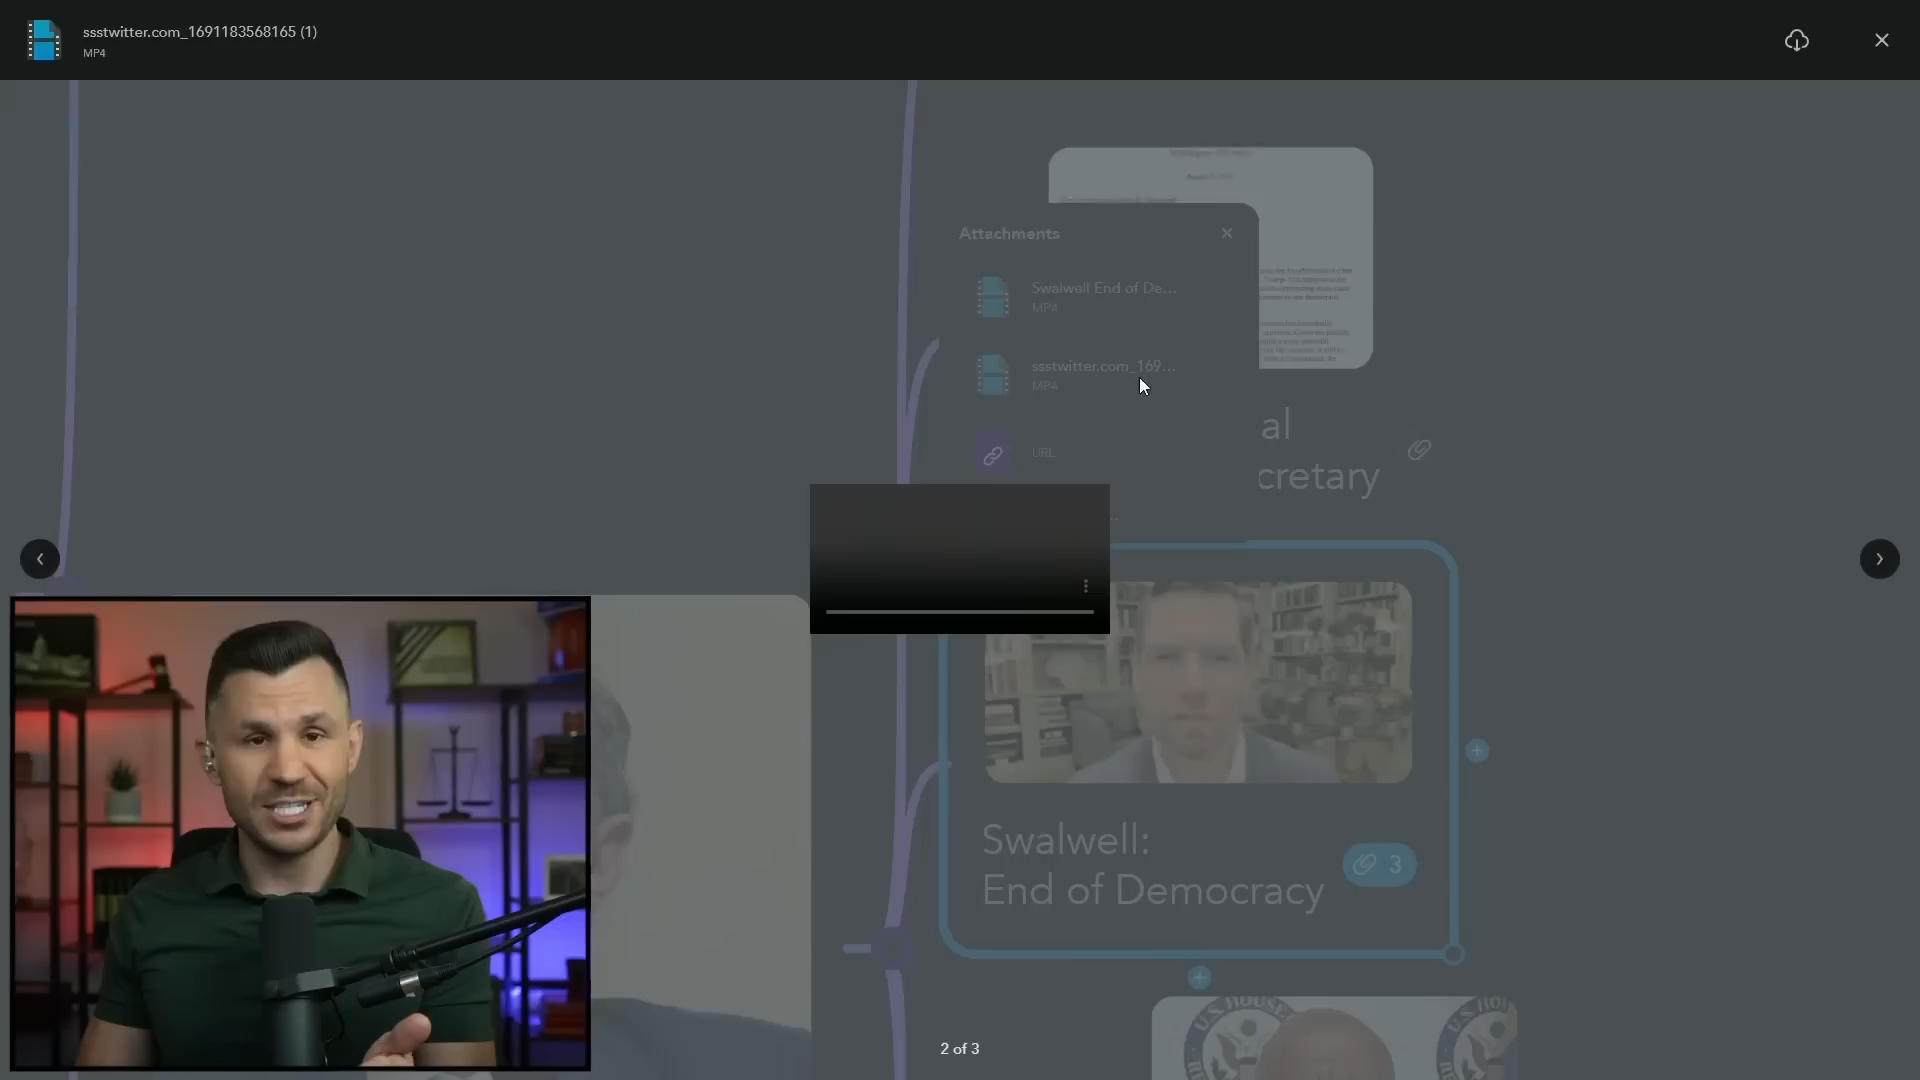 ssstwitter.com_1691183568165 (1)
MP4
Attachments
Swalwell End of De...
MP4
ssstwitter.com_169...
MP4
URL
al
cretary
Swalwell:
End of Democracy
3
U.S. HOUSE
2 of 3